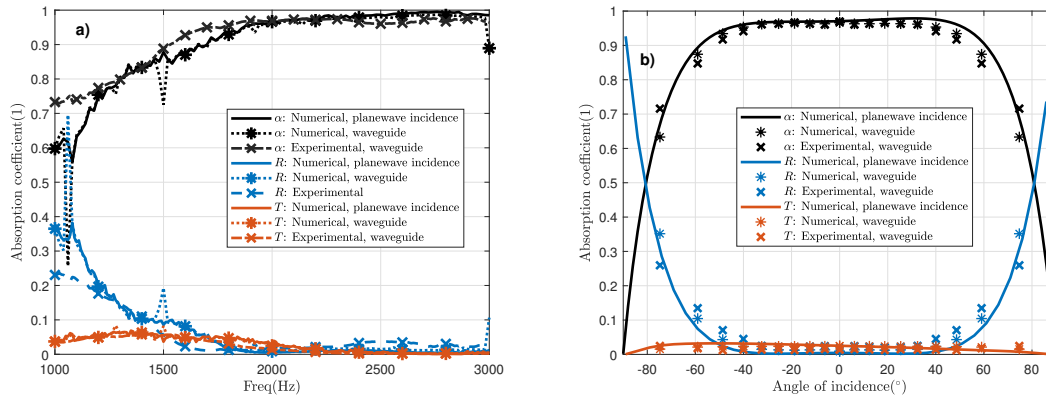 a)
1
0.9
0.8
0.7
0.6
0.5
0.4
0.3
0.2
0.1
0
Absorption coefficient(1)
1000
1500
2000
2500
3000
Freq(Hz)
α: Numerical, planewave incidence
α: Numerical, waveguide
α: Experimental, waveguide
R: Numerical, planewave incidence
R: Numerical, waveguide
R: Experimental
T: Numerical, planewave incidence
T: Numerical, waveguide
T: Experimental, waveguide
b)
1
0.9
0.8
0.7
0.6
0.5
0.4
0.3
0.2
0.1
0
Absorption coefficient(1)
-80
-60
-40
-20
0
20
40
60
80
Angle of incidence(°)
α: Numerical, planewave incidence
α: Numerical, waveguide
α: Experimental, waveguide
R: Numerical, planewave incidence
R: Numerical, waveguide
R: Experimental, waveguide
T: Numerical, planewave incidence
T: Numerical, waveguide
T: Experimental, waveguide